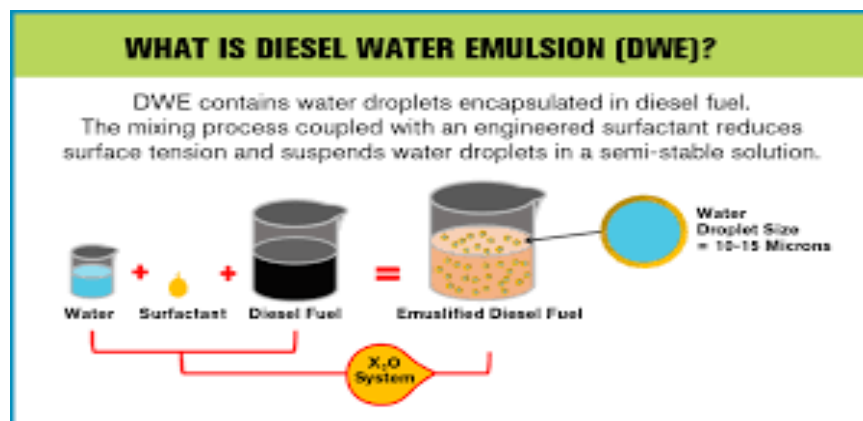 WHAT IS DIESEL WATER EMULSION (DWE)?
DWE contains water droplets encapsulated in diesel fuel.
The mixing process coupled with an engineered surfactant reduces
surface tension and suspends water droplets in a semi-stable solution.
Water
Droplet Size
= 10-15 Microns
+
+
=
Water
Surfactant
Diesel Fuel
Emuslified Diesel Fuel
X₂O
System